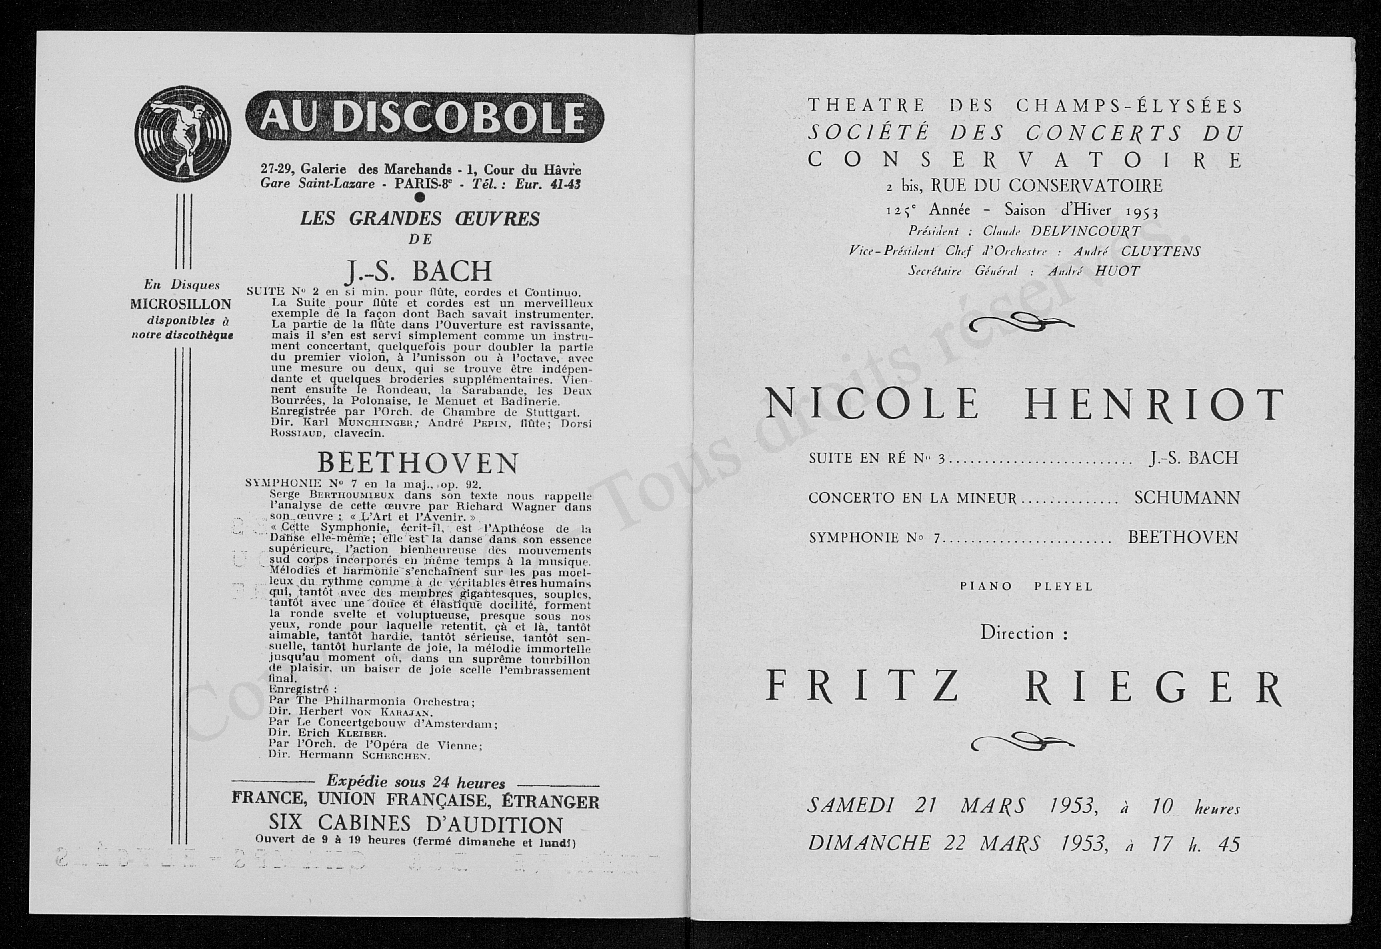 AU DISCOBOLE
27-29, Galerie des Marchands - 1, Cour du Hâvre
Gare Saint-Lazare - PARIS-8e - Tél. : Eur. 41-43
LES GRANDES ŒUVRES
DE
J.-S. BACH
SUITE No 2 en si min. pour flûte, cordes et Continuo.
La Suite pour flûte et cordes est un merveilleux
exemple de la façon dont Bach savait instrumenter.
La partie de la flûte dans l'Ouverture est ravissante,
mais il s'en est servi simplement comme un instru-
ment concertant, quelquefois pour doubler la partie
du premier violon, à l'unisson ou à l'octave, avec
une mesure ou deux, qui se trouve être indépen-
dante et quelques broderies supplémentaires. Vien-
nent ensuite le Rondeau, la Sarabande, les Deux
Bourrées, la Polonaise, le Menuet et Badinerie.
Enregistrée par l'Orch. de Chambre de Stuttgart.
Dir. Karl MUNCHINGER; André PEPIN, flûte; Dorsi
ROSSIAUD, clavecin.
En Disques
MICROSILLON
disponibles à
notre discothèque
BEETHOVEN
SYMPHONIE No 7 en la maj., op. 92.
Serge BERTHOUMIEUX dans son texte nous rappelle
l'analyse de cette œuvre par Richard Wagner dans
son œuvre : « L'Art et l'Avenir. »
« Cette Symphonie, écrit-il, est l'Apthéose de la
Danse elle-même; elle est la danse dans son essence
supérieure, l'action bienheureuse des mouvements
sud corps incorporés en même temps à la musique.
Mélodies et harmonie s'enchaînent sur les pas moel-
leux du rythme comme à de véritables êtres humains
qui, tantôt avec des membres gigantesques, souples,
tantôt avec une douce et élastique docilité, forment
la ronde svelte et voluptueuse, presque sous nos
yeux, ronde pour laquelle retentit, çà et là, tantôt
aimable, tantôt hardie, tantôt sérieuse, tantôt sen-
suelle, tantôt hurlante de joie, la mélodie immortelle
jusqu'au moment où, dans un suprême tourbillon
de plaisir, un baiser de joie scelle l'embrassement
final.
Enregistré :
Par The Philharmonia Orchestra;
Dir. Herbert VON KARAJAN.
Par Le Concertgebouw d'Amsterdam;
Dir. Erich KLEIBER.
Par l'Orch. de l'Opéra de Vienne;
Dir. Hermann SCHERCHEN.
Expédie sous 24 heures
FRANCE, UNION FRANÇAISE, ÉTRANGER
SIX CABINES D'AUDITION
Ouvert de 9 à 19 heures (fermé dimanche et lundi)
THEATRE DES CHAMPS-ÉLYSÉES
SOCIÉTÉ DES CONCERTS DU
CONSERVATOIRE
2 bis, RUE DU CONSERVATOIRE
125e Année - Saison d'Hiver 1953
Président : Claude DELVINCOURT
Vice-Président Chef d'Orchestre : André CLUYTENS
Secrétaire Général : André HUOT
NICOLE HENRIOT
SUITE EN RÉ No 3.......................... J.-S. BACH
CONCERTO EN LA MINEUR.............. SCHUMANN
SYMPHONIE No 7........................ BEETHOVEN
PIANO PLEYEL
Direction :
FRITZ RIEGER
SAMEDI 21 MARS 1953, à 10 heures
DIMANCHE 22 MARS 1953, à 17 h. 45
Tous droits réservés.